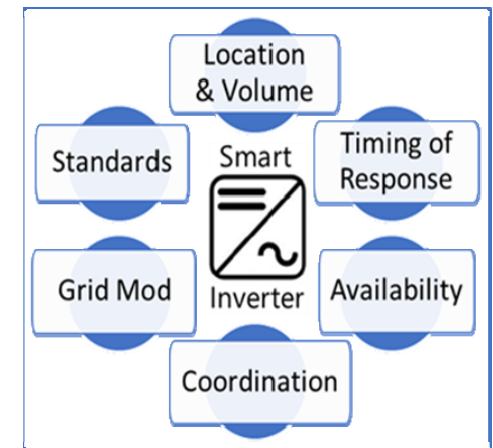 Location
& Volume
Standards
Smart
Timing of
Response
Grid Mod
Inverter
Availability
Coordination